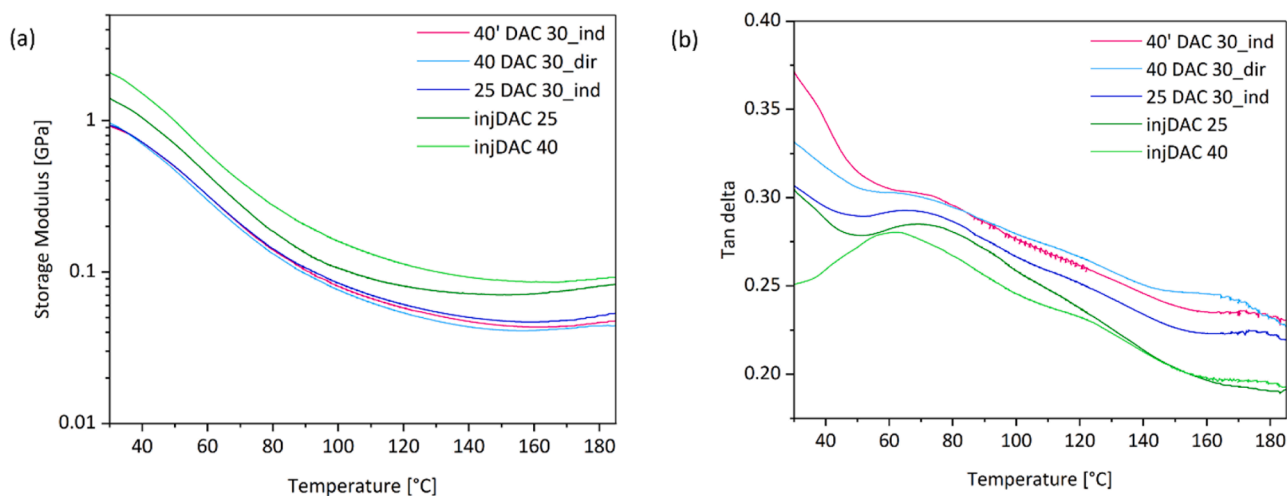 (a)
40' DAC 30_ind
40 DAC 30_dir
25 DAC 30_ind
injDAC 25
injDAC 40
Storage Modulus [GPa]
1
0.1
0.01
40 60 80 100 120 140 160 180
Temperature [°C]
(b)
40' DAC 30_ind
40 DAC 30_dir
25 DAC 30_ind
injDAC 25
injDAC 40
Tan delta
0.40
0.35
0.30
0.25
0.20
40 60 80 100 120 140 160 180
Temperature [°C]